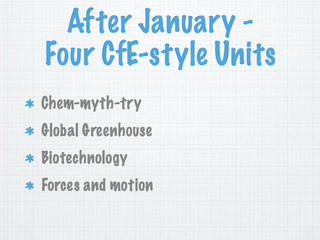 After January -
Four CfE-style Units
Chem-myth-try
Global Greenhouse
Biotechnology
Forces and motion